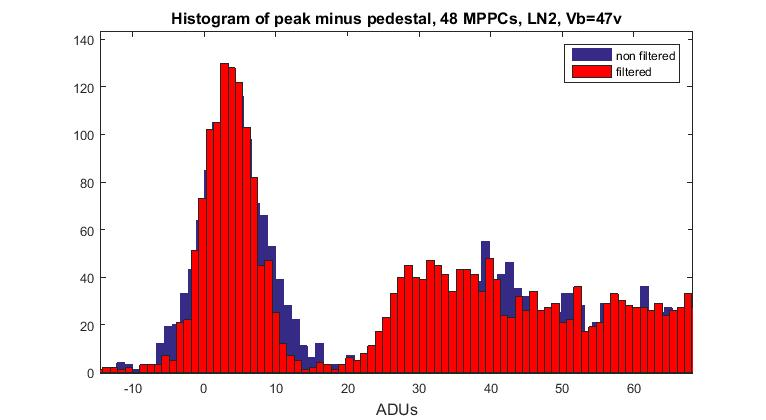 Histogram of peak minus pedestal, 48 MPPCs, LN2, Vb=47v
140
120
100
80
60
40
20
0
non filtered
filtered
-10 0 10 20 30 40 50 60
ADUs